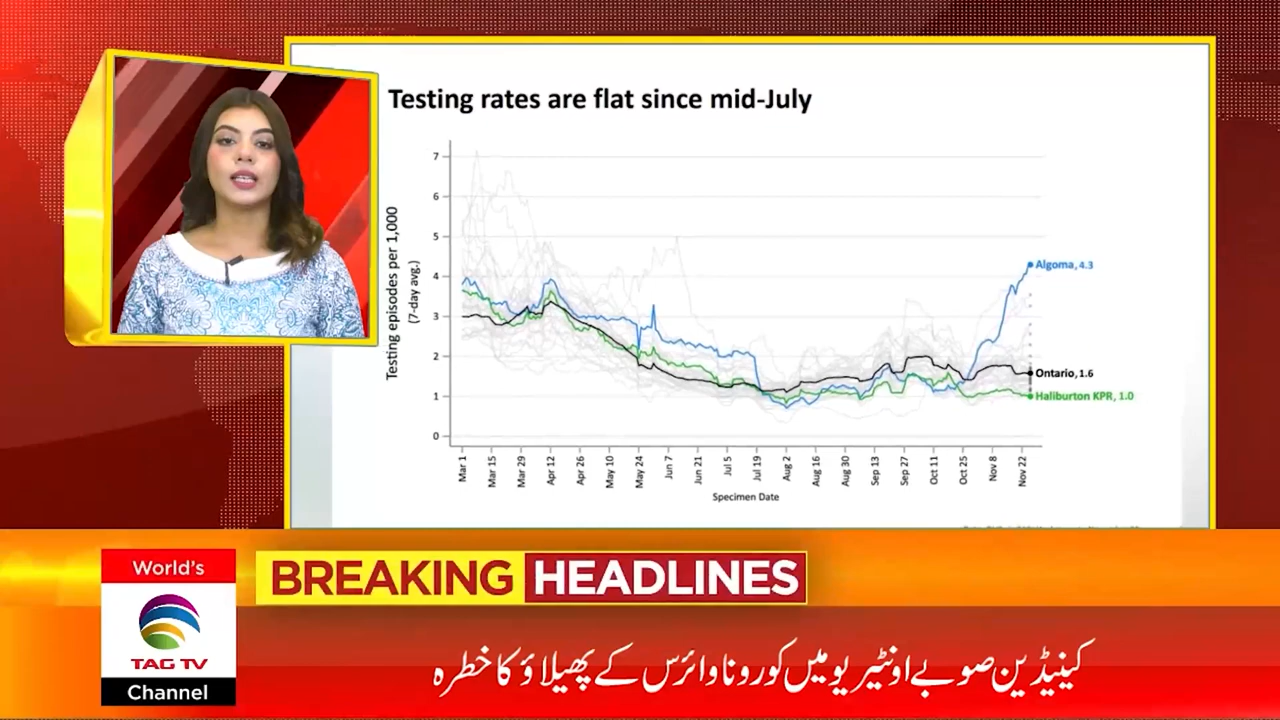 Testing rates are flat since mid-July
Testing episodes per 1,000
(7-day avg.)
7
6
5
4
3
2
1
0
Algoma, 4.3
Ontario, 1.6
Haliburton KPR, 1.0
Mar 1
Mar 15
Mar 29
Apr 12
Apr 26
May 10
May 24
Jun 7
Jun 21
Jul 5
Jul 19
Aug 2
Aug 16
Aug 30
Sep 13
Sep 27
Oct 11
Oct 25
Nov 8
Nov 22
Specimen Date
World's
TAG TV
Channel
BREAKING HEADLINES
کینیڈین صوبے اونٹیریو میں کورونا وائرس کے پھیلاؤ کا خطرہ